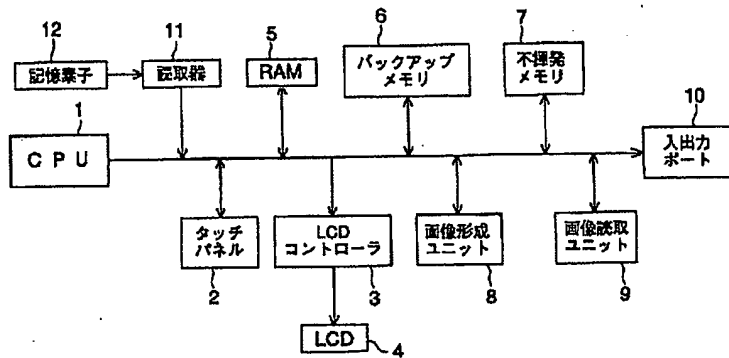 12
記憶素子
11
読取器
5
RAM
6
バックアップ
メモリ
7
不揮発
メモリ
10
入出力
ポート
1
CPU
タッチ
パネル
2
LCD
コントローラ
3
画像形成
ユニット
8
画像読取
ユニット
9
LCD
4